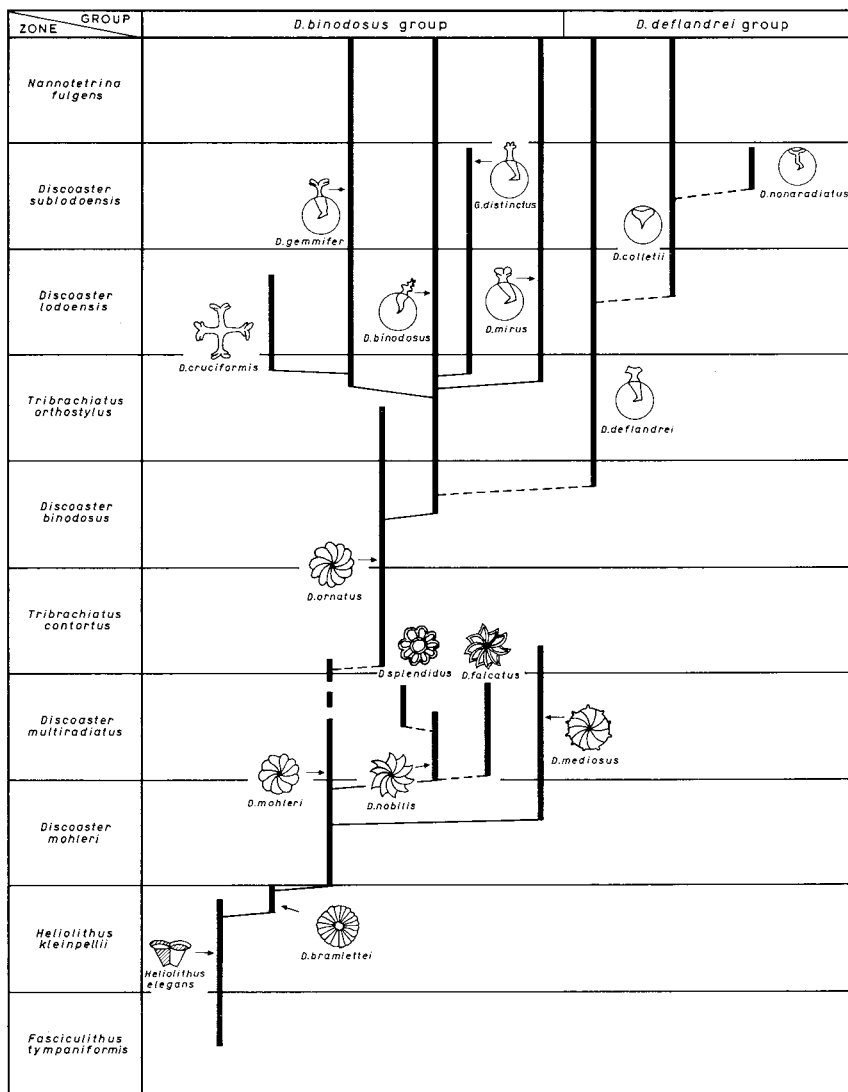 GROUP
ZONE
D. binodosus group
D. deflandrei group
Nannotetrina
fulgens
Discoaster
sublodoensis
D. gemmifer
G. distinctus
D. nonaradiatus
D. colletii
Discoaster
lodoensis
D. binodosus
D. mirus
D. cruciformis
Tribrachiatus
orthostylus
D. deflandrei
Discoaster
binodosus
D. ornatus
Tribrachiatus
contortus
D splendidus
D. falcatus
Discoaster
multiradiatus
D. mediosus
D. mohleri
D. nobilis
Discoaster
mohleri
Heliolithus
kleinpellii
D. bramlettei
Heliolithus
elegans
Fasciculithus
tympaniformis